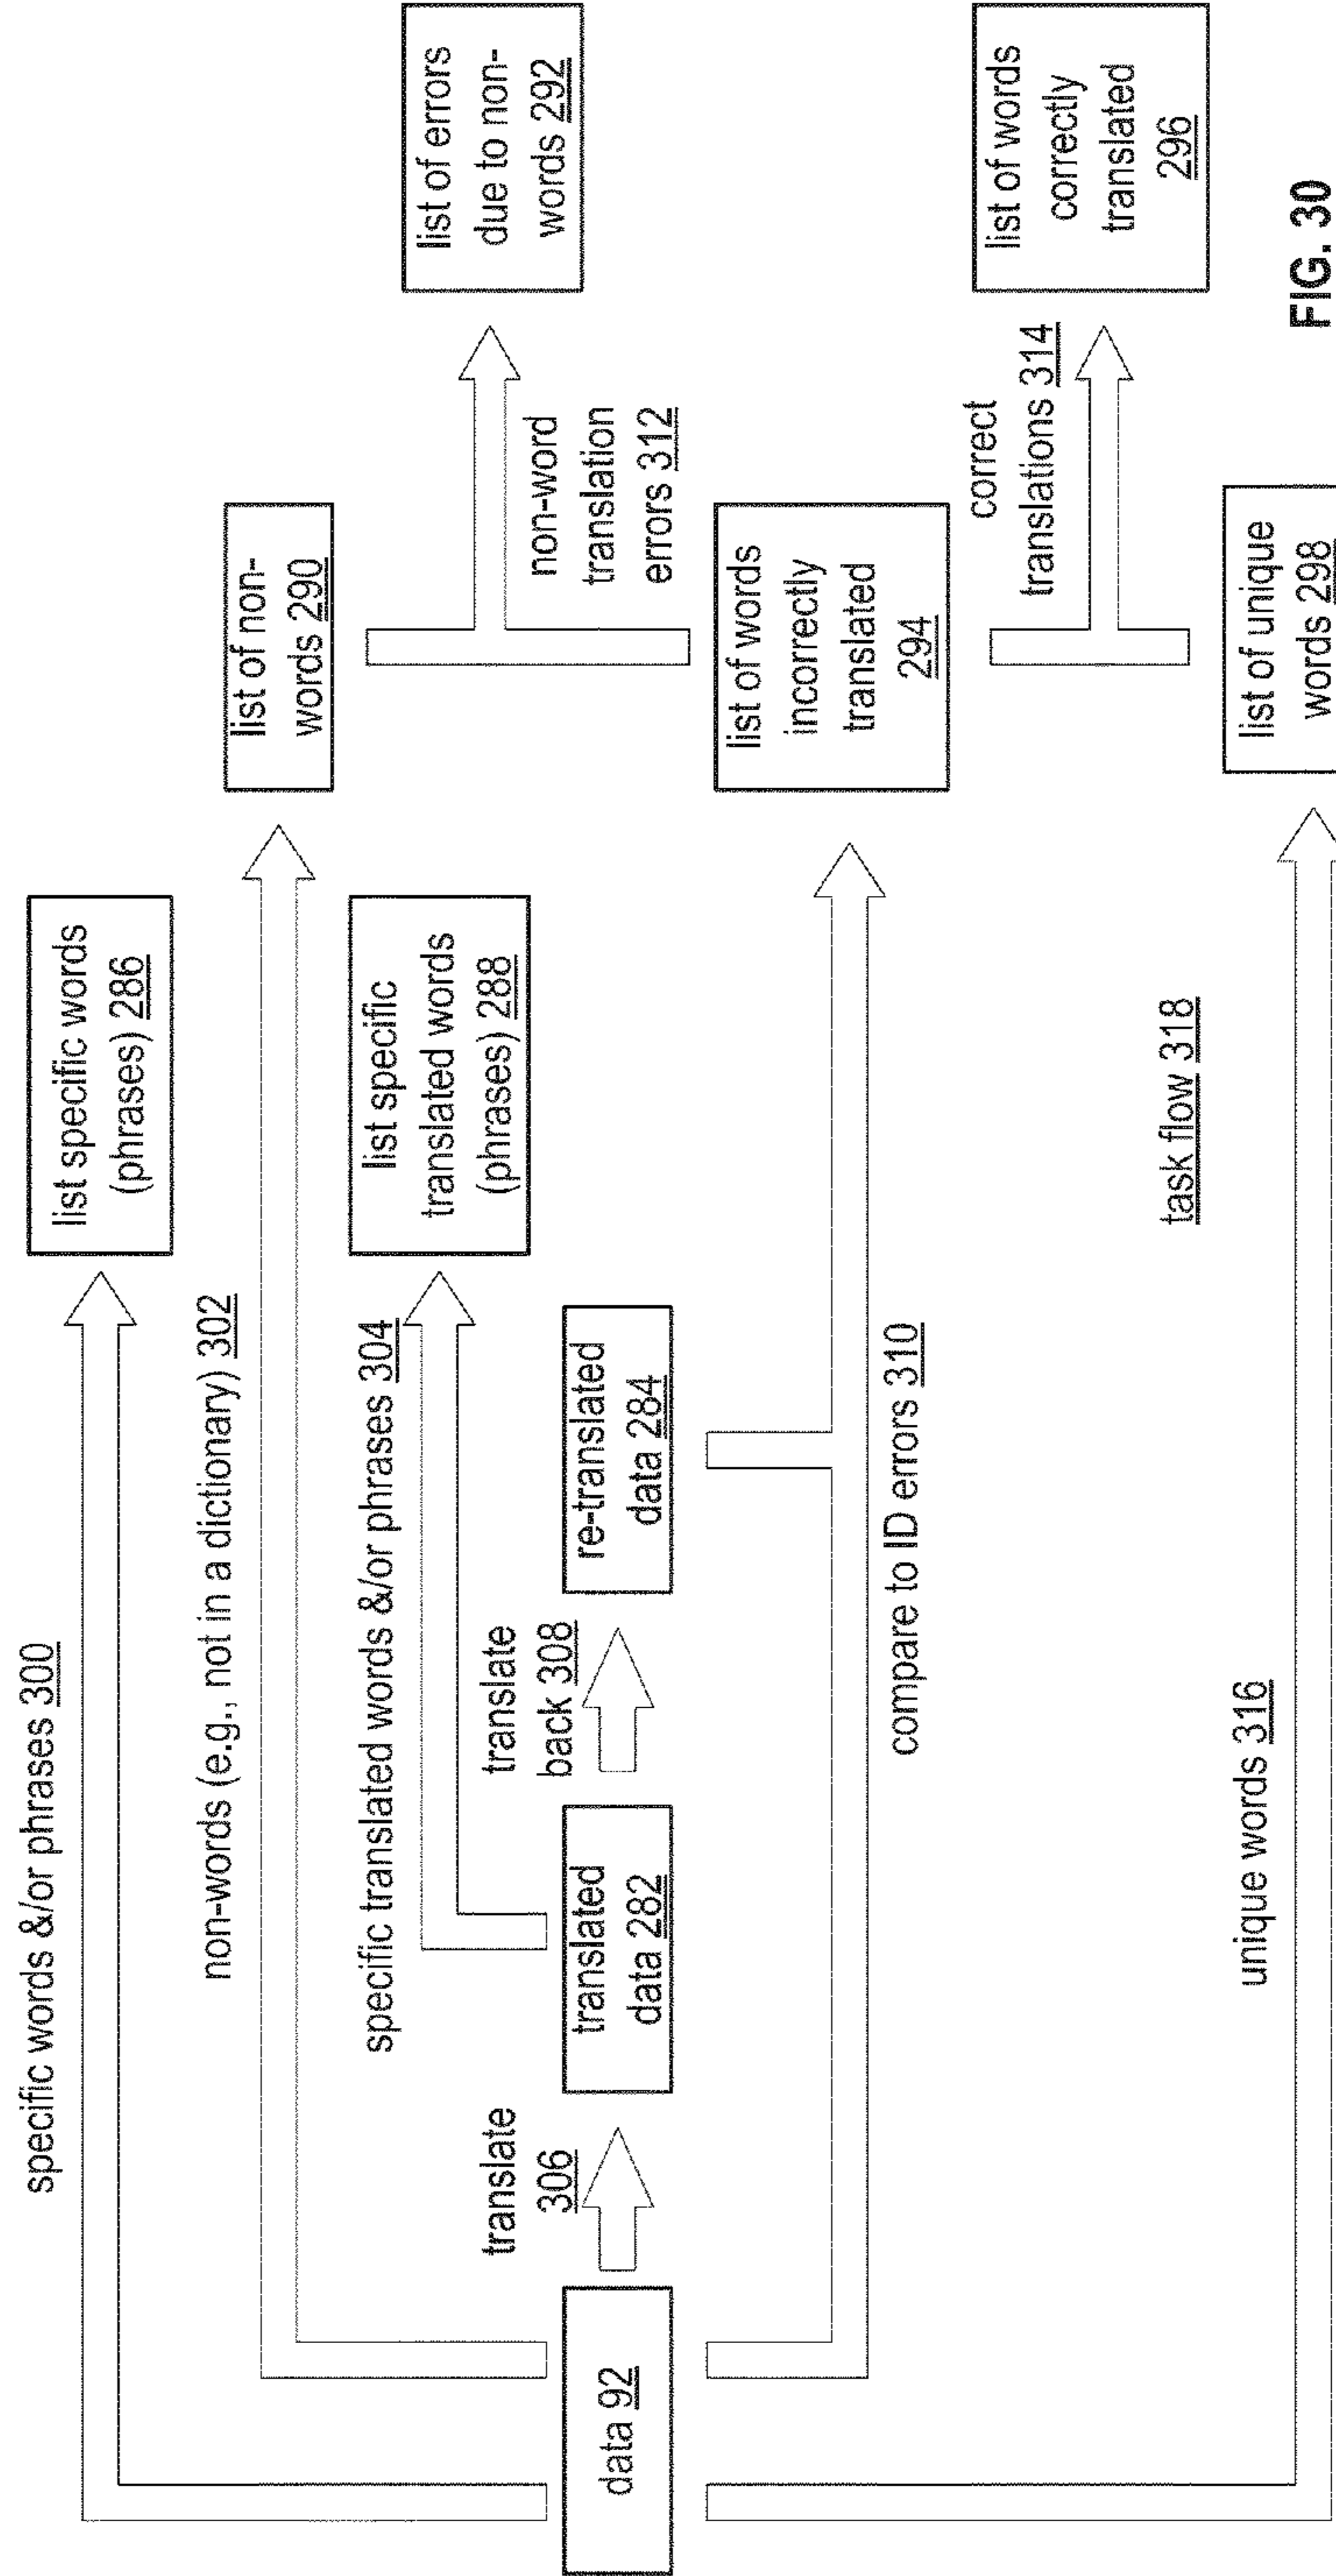 specific words &/or phrases 300
list specific words
(phrases) 286
non-words (e.g., not in a dictionary) 302
list of non-
words 290
list of errors
due to non-
words 292
specific translated words &/or phrases 304
list specific
translated words
(phrases) 288
non-word
translation
errors 312
translate
306
translate
back 308
data 92
translated
data 282
re-translated
data 284
list of words
incorrectly
translated
294
compare to ID errors 310
correct
translations 314
list of words
correctly
translated
296
task flow 318
unique words 316
list of unique
words 298
FIG. 30